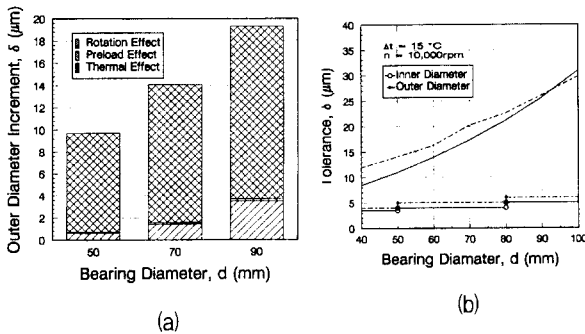 Outer Diameter Increment, δ (μm)
20
18
16
14
12
10
8
6
4
2
0
Rotation Effect
Preload Effect
Thermal Effect
50
70
90
Bearing Diameter, d (mm)
(a)
Tolerance, δ (μm)
40
35
30
25
20
15
10
5
0
Δt = 15 °C
n = 10,000rpm
Inner Diameter
Outer Diameter
40
50
60
70
80
90
100
Bearing Diamater, d (mm)
(b)